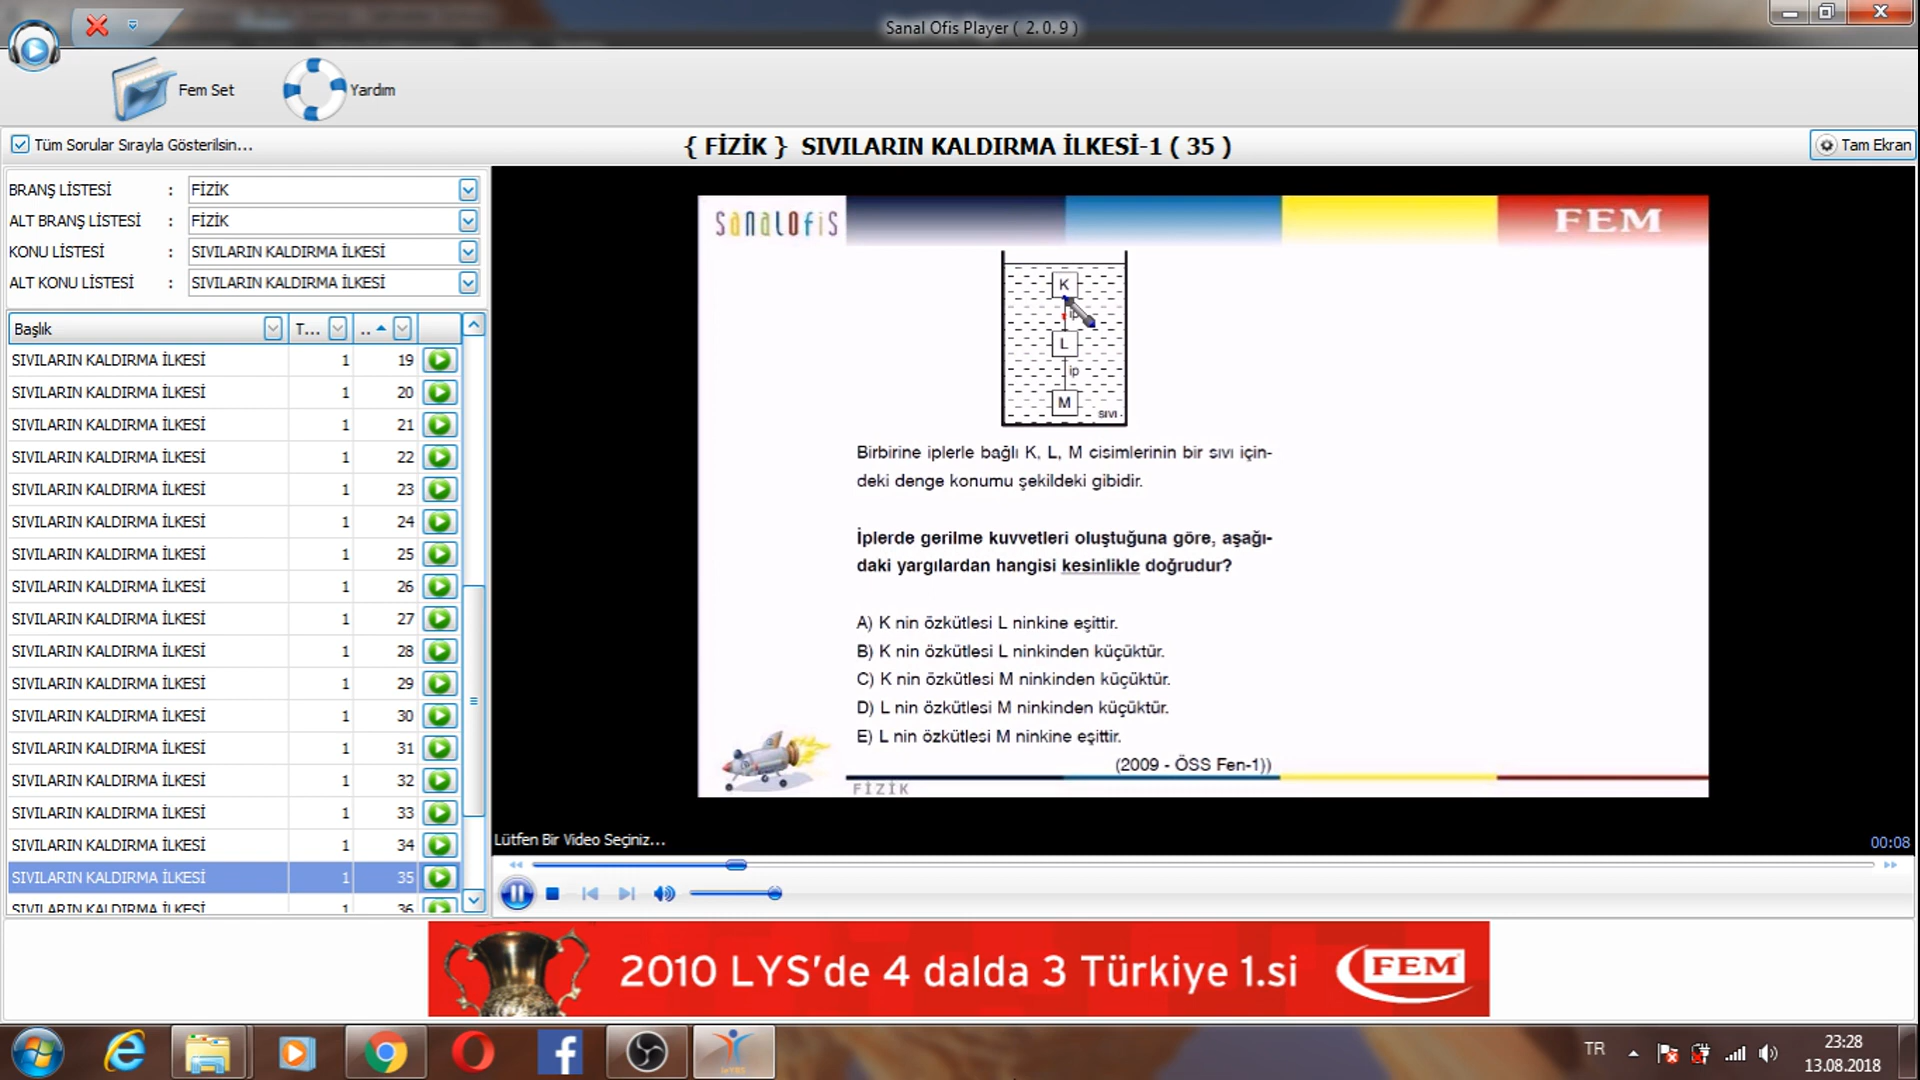 Sanal Ofis Player ( 2.0.9 )
Fem Set
Yardım
Tüm Sorular Sırayla Gösterilsin...
{ FİZİK } SIVILARIN KALDIRMA İLKESİ-1 ( 35 )
Tam Ekran
BRANŞ LİSTESİ : FİZİK
ALT BRANŞ LİSTESİ : FİZİK
KONU LİSTESİ : SIVILARIN KALDIRMA İLKESİ
ALT KONU LİSTESİ : SIVILARIN KALDIRMA İLKESİ
Başlık T... ..
SIVILARIN KALDIRMA İLKESİ 1 19
SIVILARIN KALDIRMA İLKESİ 1 20
SIVILARIN KALDIRMA İLKESİ 1 21
SIVILARIN KALDIRMA İLKESİ 1 22
SIVILARIN KALDIRMA İLKESİ 1 23
SIVILARIN KALDIRMA İLKESİ 1 24
SIVILARIN KALDIRMA İLKESİ 1 25
SIVILARIN KALDIRMA İLKESİ 1 26
SIVILARIN KALDIRMA İLKESİ 1 27
SIVILARIN KALDIRMA İLKESİ 1 28
SIVILARIN KALDIRMA İLKESİ 1 29
SIVILARIN KALDIRMA İLKESİ 1 30
SIVILARIN KALDIRMA İLKESİ 1 31
SIVILARIN KALDIRMA İLKESİ 1 32
SIVILARIN KALDIRMA İLKESİ 1 33
SIVILARIN KALDIRMA İLKESİ 1 34
SIVILARIN KALDIRMA İLKESİ 1 35
SIVILARIN KALDIRMA İLKESİ 1 36
sanalofis
FEM
K
ip
L
ip
M
SIVI
Birbirine iplerle bağlı K, L, M cisimlerinin bir sıvı için-
deki denge konumu şekildeki gibidir.
İplerde gerilme kuvvetleri oluştuğuna göre, aşağı-
daki yargılardan hangisi kesinlikle doğrudur?
A) K nin özkütlesi L ninkine eşittir.
B) K nin özkütlesi L ninkinden küçüktür.
C) K nin özkütlesi M ninkinden küçüktür.
D) L nin özkütlesi M ninkinden küçüktür.
E) L nin özkütlesi M ninkine eşittir.
(2009 - ÖSS Fen-1))
FİZİK
Lütfen Bir Video Seçiniz...
00:08
2010 LYS'de 4 dalda 3 Türkiye 1.si
FEM
TR
23:28
13.08.2018